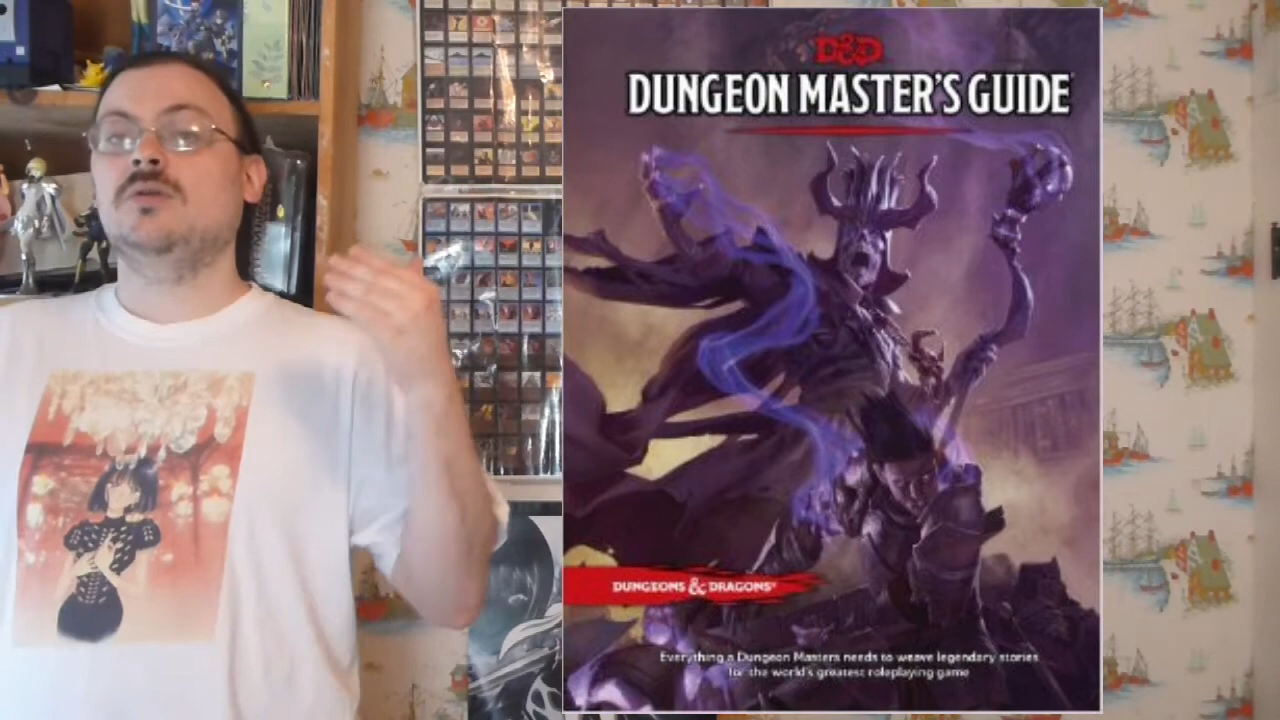 D&D
DUNGEON MASTER'S GUIDE
DUNGEONS & DRAGONS®
Everything a Dungeon Masters needs to weave legendary stories
for the world's greatest roleplaying game